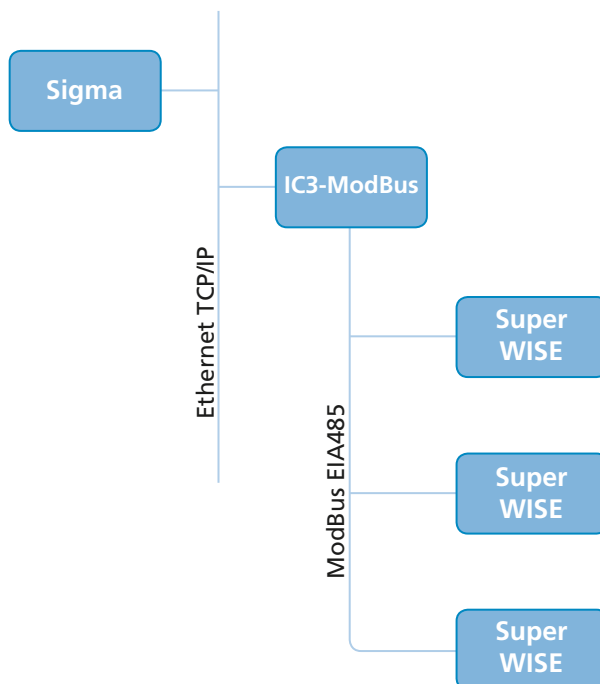 Sigma
IC3-ModBus
Ethernet TCP/IP
Super
WISE
ModBus EIA485
Super
WISE
Super
WISE